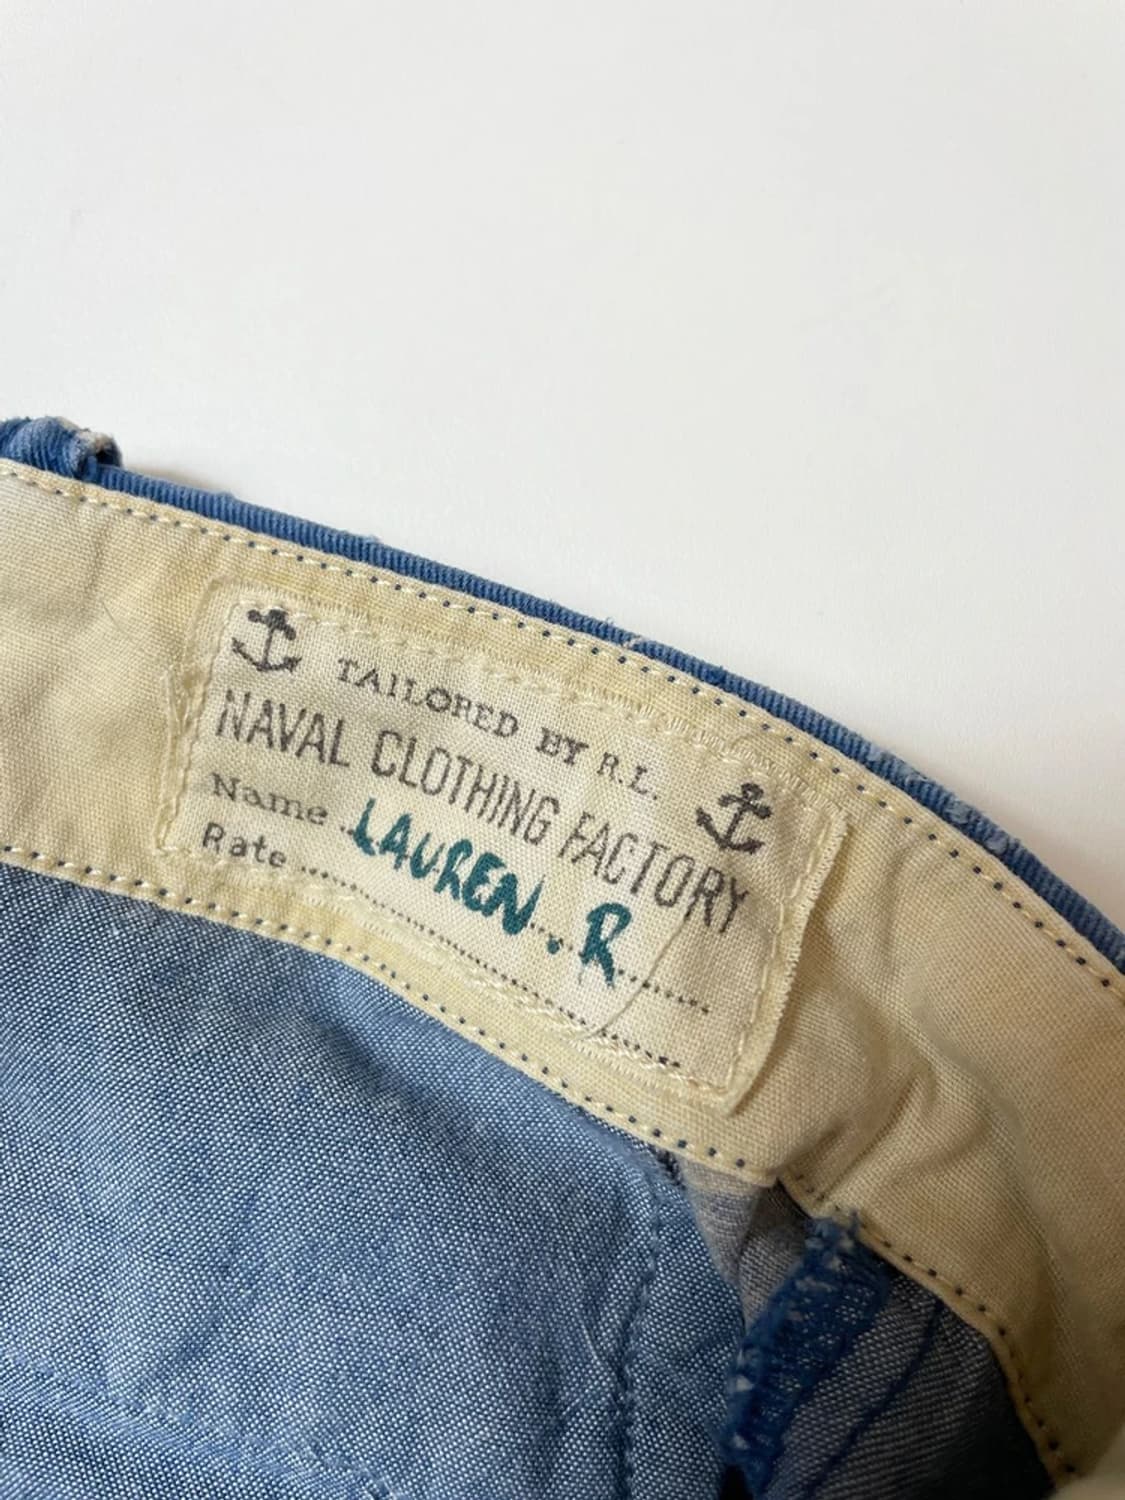 TAILORED BY R.L.
NAVAL CLOTHING FACTORY
Name LAUREN. R
Rate